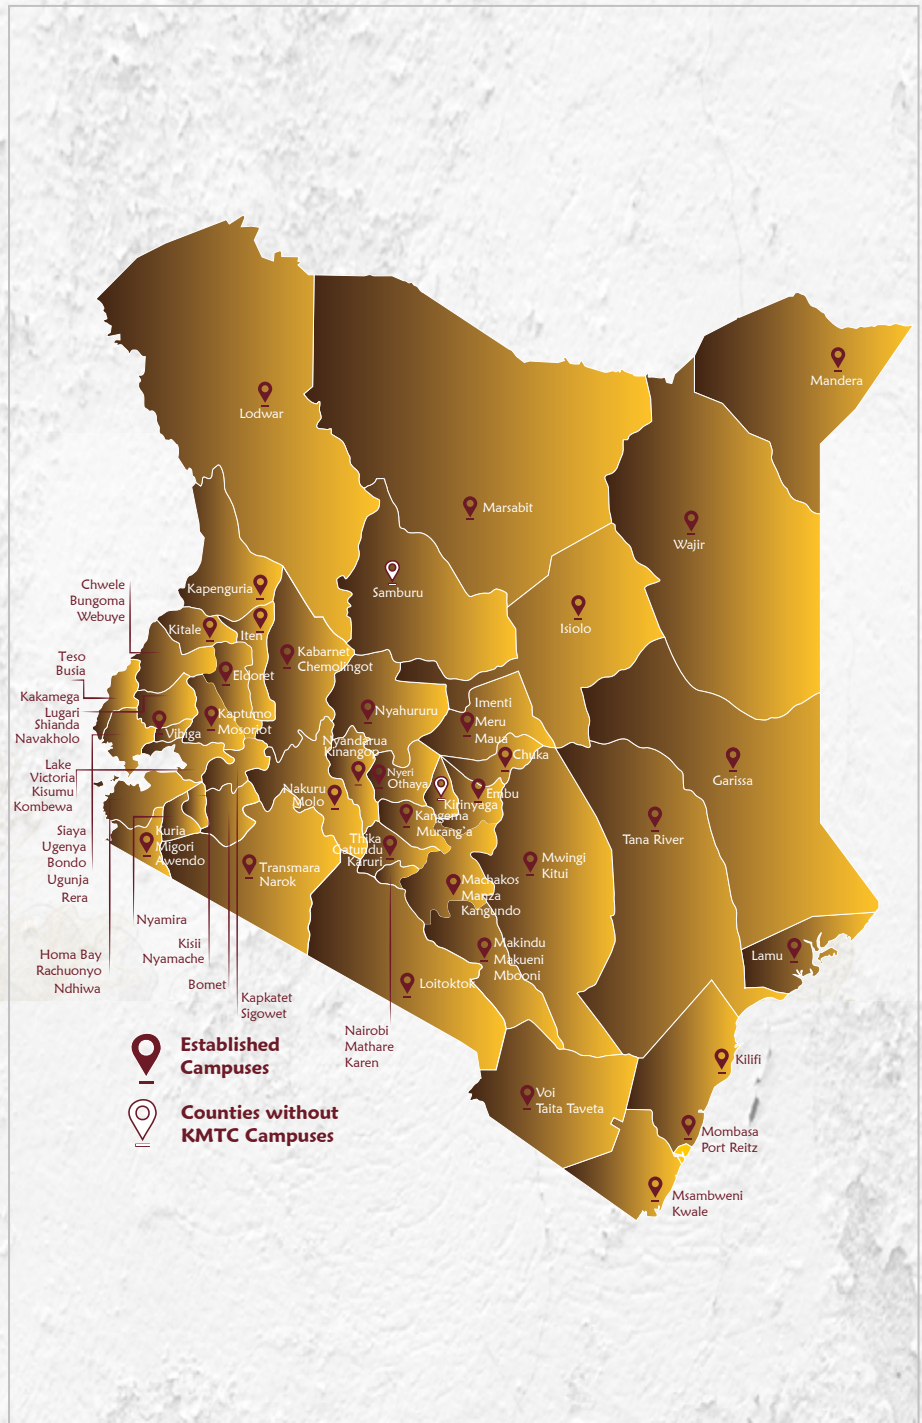 Mandera
Lodwar
Marsabit
Wajir
Samburu
Kapenguria
Chwele
Bungoma
Webuye
Isiolo
Kitale
Iten
Kabarnet
Chemolingot
Teso
Busia
Eldoret
Kakamega
Lugari
Shianda
Navakholo
Kaptumo
Mosoriot
Vihiga
Nyahururu
Imenti
Meru
Maua
Nyandarua
Kinangop
Chuka
Lake
Victoria
Kisumu
Kombewa
Nyeri
Othaya
Garissa
Nakuru
Molo
Embu
Kirinyaga
Kangema
Murang'a
Tana River
Siaya
Ugenya
Bondo
Ugunja
Rera
Kuria
Migori
Awendo
Thika
Gatundu
Karuri
Transmara
Narok
Mwingi
Kitui
Machakos
Manza
Kangundo
Nyamira
Kisii
Nyamache
Makindu
Makueni
Mbooni
Lamu
Homa Bay
Rachuonyo
Ndhiwa
Bomet
Loitoktok
Kapkatet
Sigowet
Nairobi
Mathare
Karen
Established
Campuses
Kilifi
Voi
Taita Taveta
Counties without
KMTC Campuses
Mombasa
Port Reitz
Msambweni
Kwale